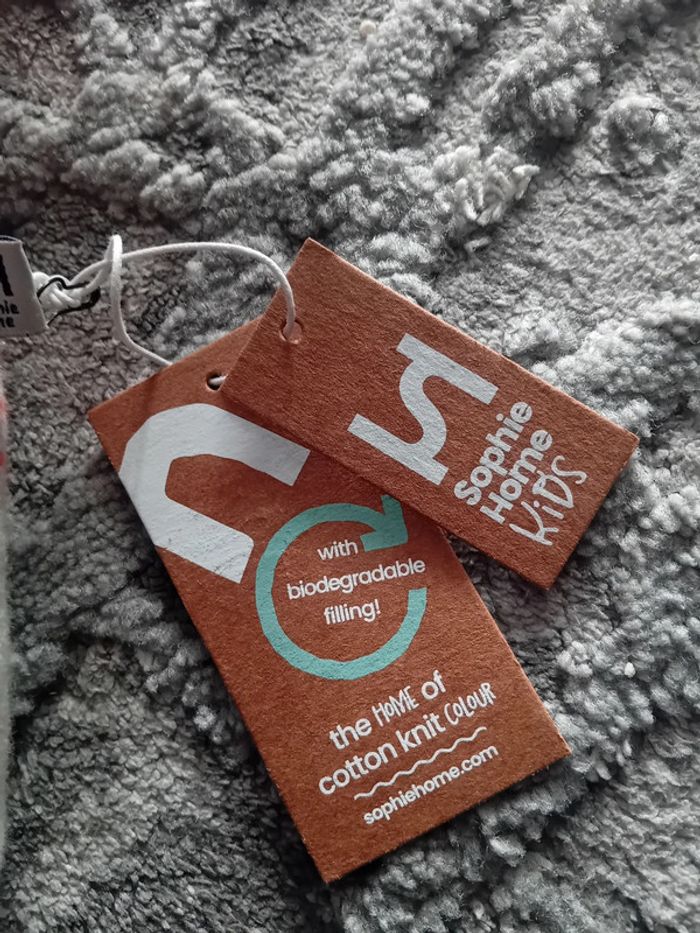 Sophie
Home
KiDS
with
biodegradable
filling!
the HOME of
cotton knit COLOUR
sophiehome.com